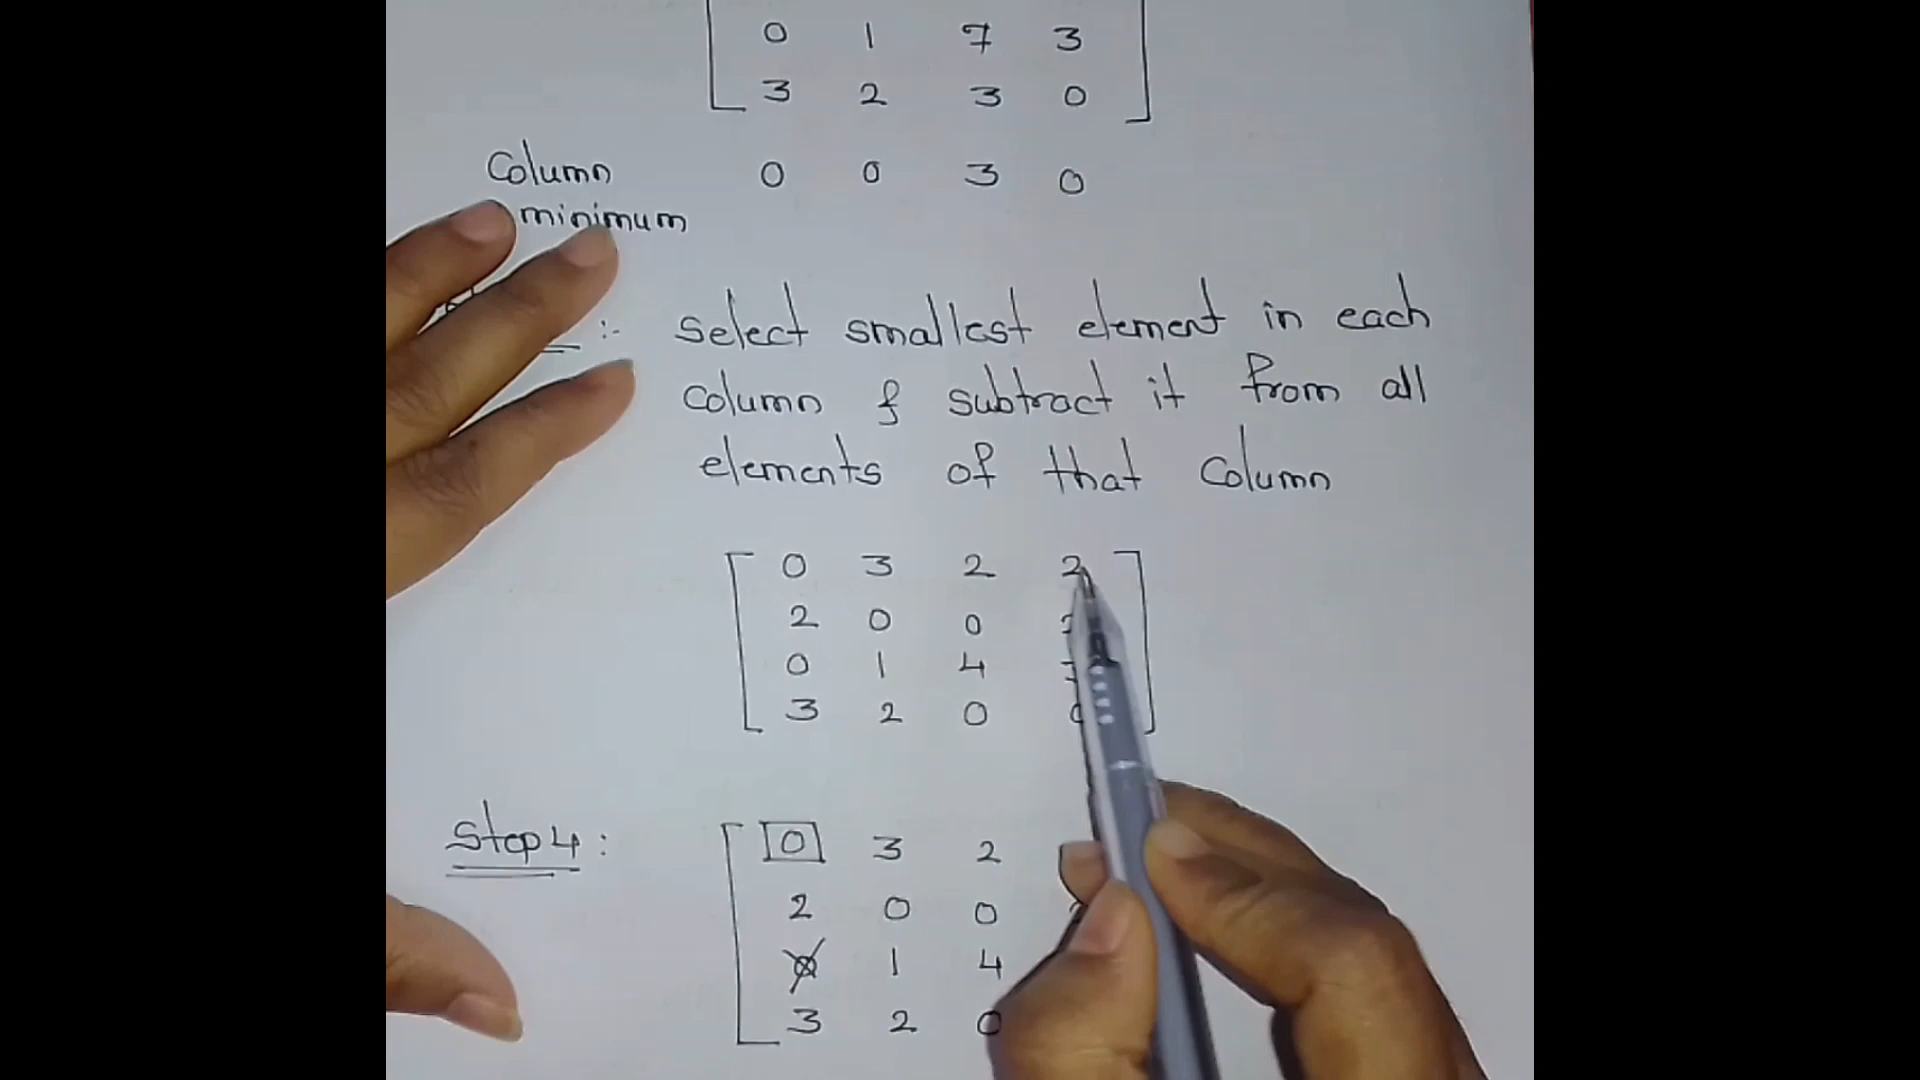 0 1 7 3
3 2 3 0
Column 0 0 3 0
minimum
:- Select smallest element in each
column & subtract it from all
elements of that column
0 3 2 2
2 0 0
0 1 4
3 2 0 0
Step 4 : 0 3 2
2 0 0
0 1 4
3 2 0